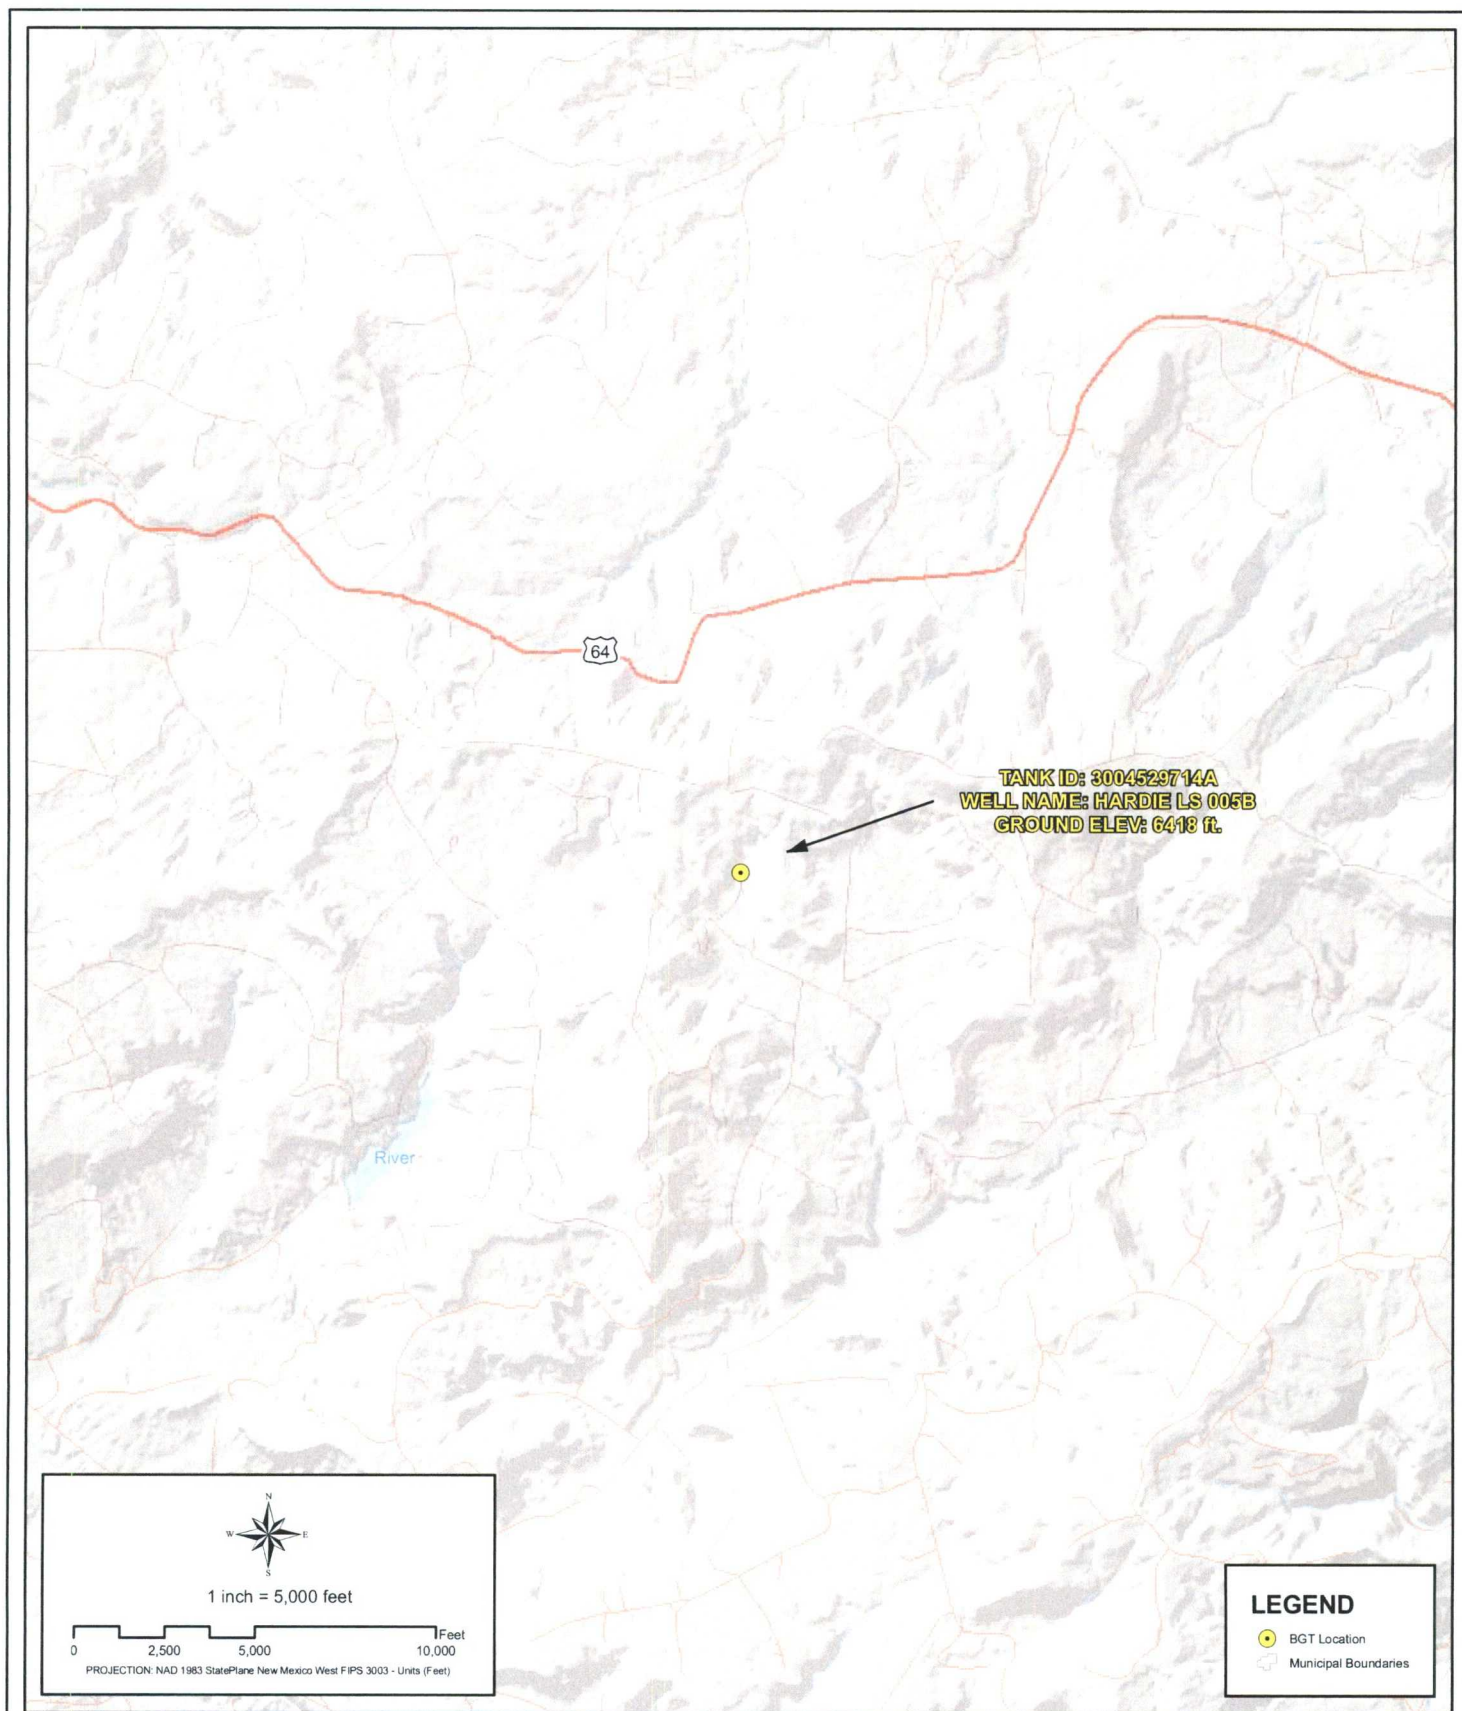 64
TANK ID: 3004529714A
WELL NAME: HARDIE LS 005B
GROUND ELEV: 6418 ft.
River
N
W E
S
1 inch = 5,000 feet
Feet
0 2,500 5,000 10,000
PROJECTION: NAD 1983 StatePlane New Mexico West FIPS 3003 - Units (Feet)
LEGEND
BGT Location
Municipal Boundaries